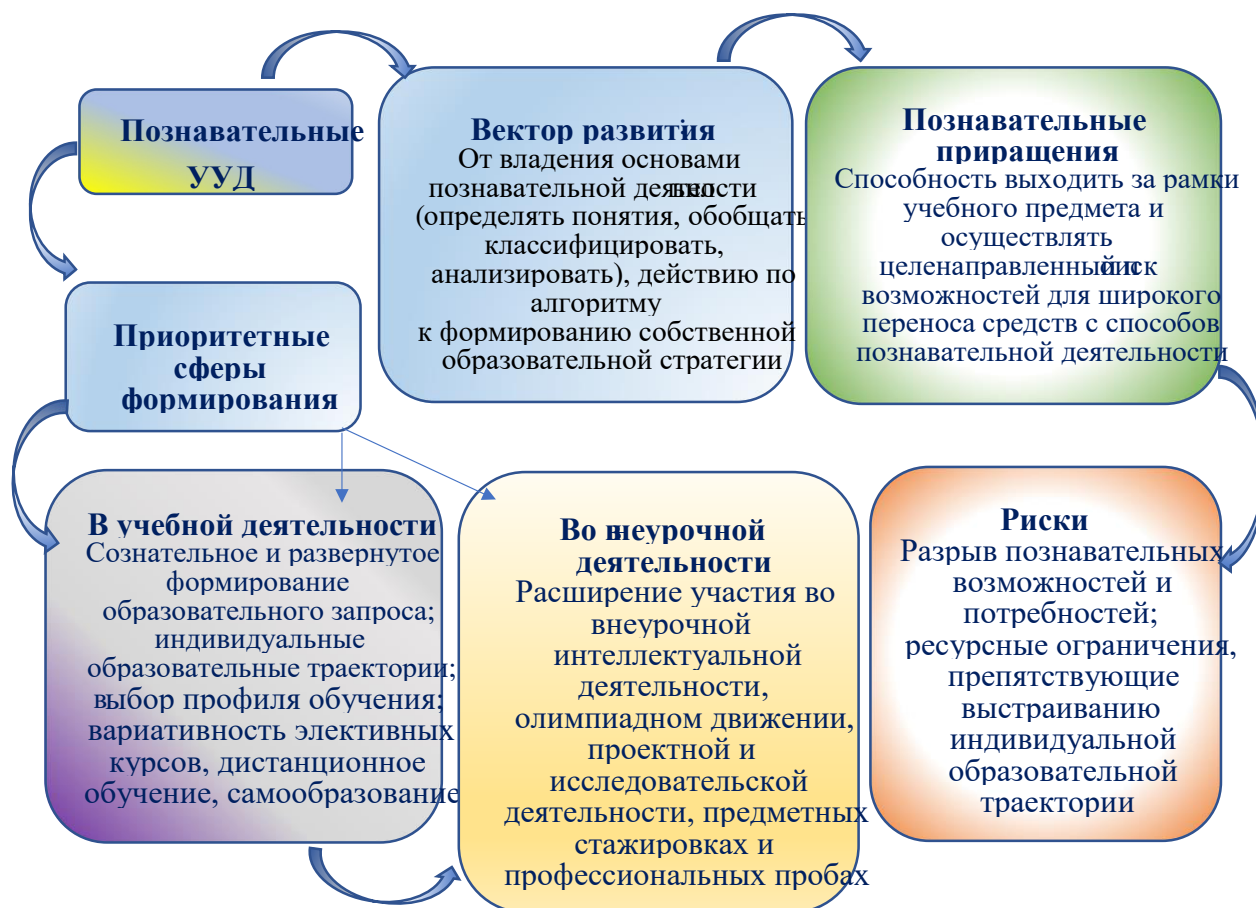 Познавательные
УУД
Вектор развития
От владения основами
познавательной деятельности
(определять понятия, обобщать
классифицировать,
анализировать), действию по
алгоритму
к формированию собственной
образовательной стратегии
Познавательные
приращения
Способность выходить за рамки
учебного предмета и
осуществлять
целенаправленный поиск
возможностей для широкого
переноса средств с способов
познавательной деятельности
Приоритетные
сферы
формирования
В учебной деятельности
Сознательное и развернутое
формирование
образовательного запроса;
индивидуальные
образовательные траектории;
выбор профиля обучения;
вариативность элективных
курсов, дистанционное
обучение, самообразование
Во внеурочной
деятельности
Расширение участия во
внеурочной
интеллектуальной
деятельности,
олимпиадном движении,
проектной и
исследовательской
деятельности, предметных
стажировках и
профессиональных пробах
Риски
Разрыв познавательных
возможностей и
потребностей;
ресурсные ограничения,
препятствующие
выстраиванию
индивидуальной
образовательной
траектории